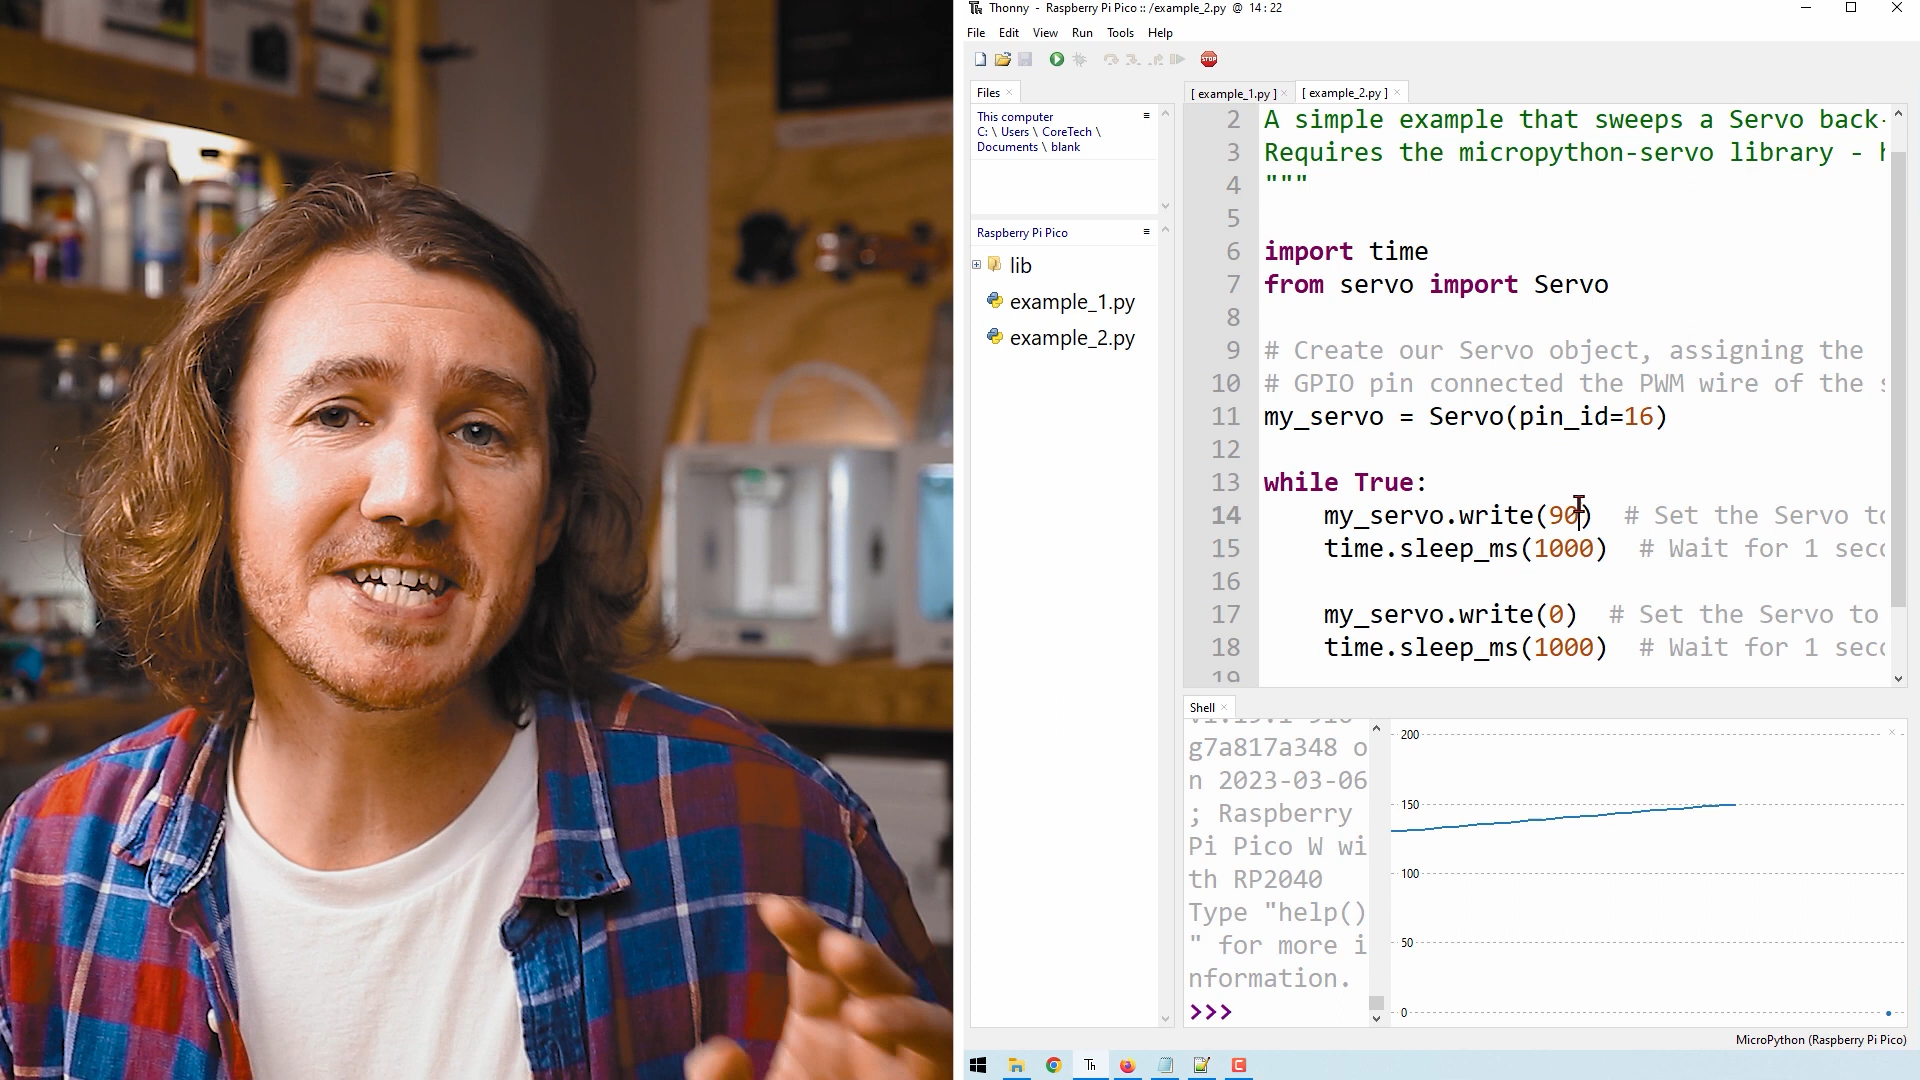 Thonny - Raspberry Pi Pico :: /example_2.py @ 14 : 22
File Edit View Run Tools Help
STOP
Files
This computer
C: \ Users \ CoreTech \
Documents \ blank
Raspberry Pi Pico
lib
example_1.py
example_2.py
[ example_1.py ]
[ example_2.py ]
2 A simple example that sweeps a Servo back-
3 Requires the micropython-servo library -
4 """
5
6 import time
7 from servo import Servo
8
9 # Create our Servo object, assigning the
10 # GPIO pin connected the PWM wire of the
11 my_servo = Servo(pin_id=16)
12
13 while True:
14 my_servo.write(90) # Set the Servo to
15 time.sleep_ms(1000) # Wait for 1 seco
16
17 my_servo.write(0) # Set the Servo to
18 time.sleep_ms(1000) # Wait for 1 seco
19
Shell
g7a817a348 o
n 2023-03-06
; Raspberry
Pi Pico W wi
th RP2040
Type "help()
" for more i
nformation.
>>>
200
150
100
50
0
MicroPython (Raspberry Pi Pico)
Th